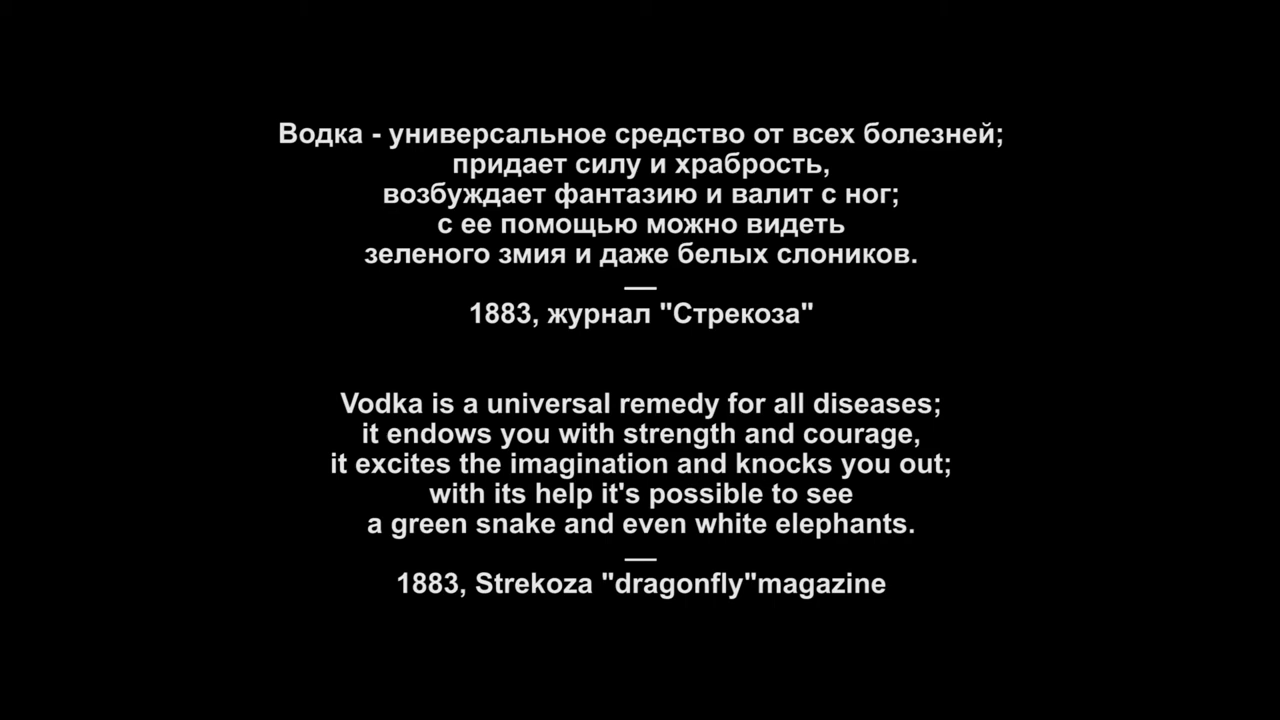 Водка - универсальное средство от всех болезней;
придает силу и храбрость,
возбуждает фантазию и валит с ног;
с ее помощью можно видеть
зеленого змия и даже белых слоников.
—
1883, журнал "Стрекоза"
Vodka is a universal remedy for all diseases;
it endows you with strength and courage,
it excites the imagination and knocks you out;
with its help it's possible to see
a green snake and even white elephants.
—
1883, Strekoza "dragonfly"magazine